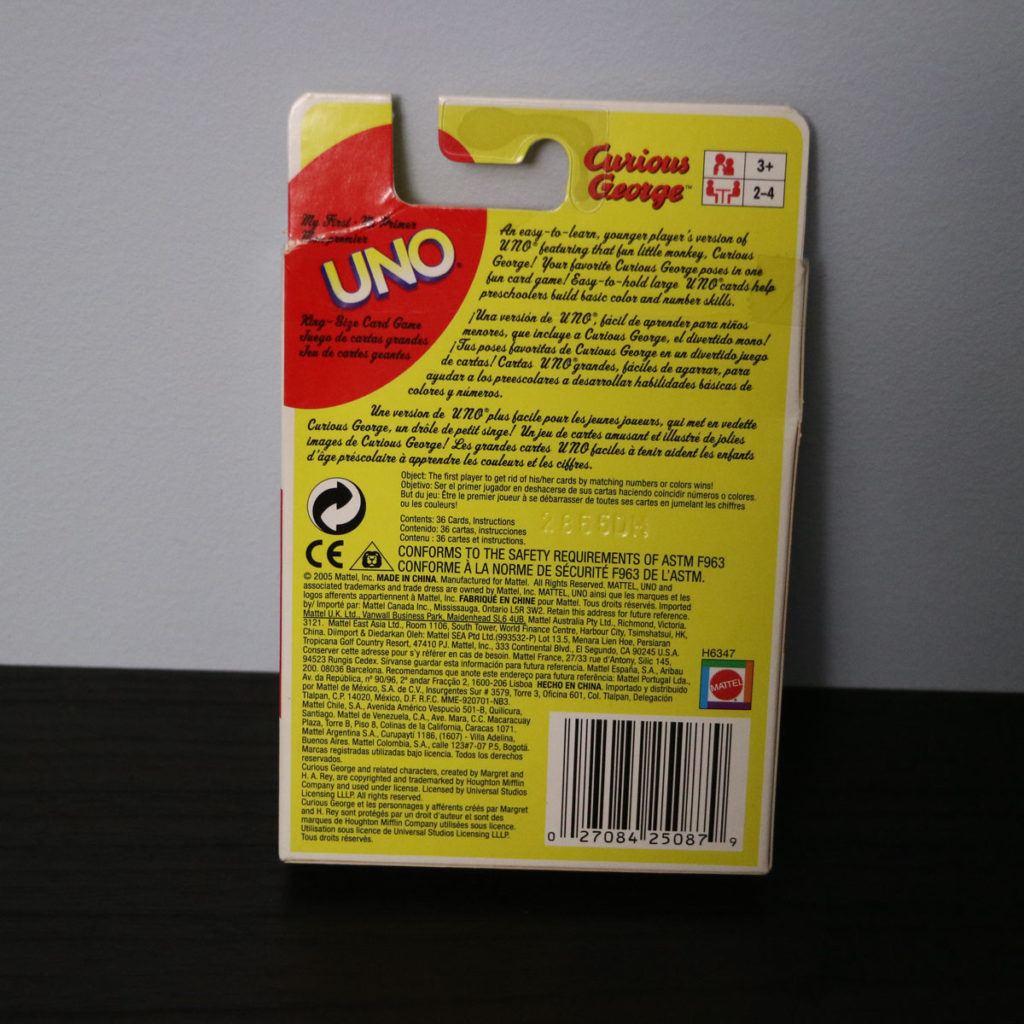 Curious
George™
3+
2-4
My First · Mi Primer
Mon premier
UNO®
King-Size Card Game
Juego de cartas grandes
Jeu de cartes géantes
An easy-to-learn, younger player's version of
UNO® featuring that fun little monkey, Curious
George! Your favorite Curious George poses in one
fun card game! Easy-to-hold large UNO® cards help
preschoolers build basic color and number skills.
¡Una versión de UNO®, fácil de aprender para niños
menores, que incluye a Curious George, el divertido mono!
¡Tus poses favoritas de Curious George en un divertido juego
de cartas! Cartas UNO® grandes, fáciles de agarrar, para
ayudar a los preescolares a desarrollar habilidades básicas de
colores y números.
Une version de UNO® plus facile pour les jeunes joueurs, qui met en vedette
Curious George, un drôle de petit singe! Un jeu de cartes amusant et illustré de jolies
images de Curious George! Les grandes cartes UNO faciles à tenir aident les enfants
d'âge préscolaire à apprendre les couleurs et les ciffres.
Object: The first player to get rid of his/her cards by matching numbers or colors wins!
Objetivo: Ser el primer jugador en deshacerse de sus cartas haciendo coincidir números o colores.
But du jeu: Être le premier joueur à se débarrasser de toutes ses cartes en jumelant les chiffres
ou les couleurs!
Contents: 36 Cards, Instructions
Contenido: 36 cartas, instrucciones
Contenu : 36 cartes et instructions.
CE
CONFORMS TO THE SAFETY REQUIREMENTS OF ASTM F963
CONFORME À LA NORME DE SÉCURITÉ F963 DE L'ASTM.
© 2005 Mattel, Inc. MADE IN CHINA. Manufactured for Mattel. All Rights Reserved. MATTEL, UNO and
associated trademarks and trade dress are owned by Mattel, Inc. MATTEL, UNO ainsi que les marques et les
logos afferents appartiennent à Mattel, Inc. FABRIQUÉ EN CHINE pour Mattel. Tous droits réservés. Imported
by/ Importé par: Mattel Canada Inc., Mississauga, Ontario L5R 3W2. Retain this address for future reference.
Mattel U.K. Ltd., Vanwall Business Park, Maidenhead SL6 4UB. Mattel Australia Pty Ltd., Richmond, Victoria.
3121. Mattel East Asia Ltd., Room 1106, South Tower, World Finance Centre, Harbour City, Tsimshatsui, HK,
China. Diimport & Diedarkan Oleh: Mattel SEA Ptd Ltd.(993532-P) Lot 13.5, Menara Lien Hoe, Persiaran
Tropicana Golf Country Resort, 47410 PJ. Mattel, Inc., 333 Continental Blvd., El Segundo, CA 90245 U.S.A.
Conserver cette adresse pour s'y référer en cas de besoin. Mattel France, 27/33 rue d'Antony, Silic 145,
94523 Rungis Cedex. Sirvanse guardar esta información para futura referencia. Mattel España, S.A., Aribau
200. 08036 Barcelona. Recomendamos que anote este endereço para futura referência: Mattel Portugal Lda.,
Av. da República, nº 90/96, 2º andar Fracção 2, 1600-206 Lisboa HECHO EN CHINA. Importado y distribuido
por Mattel de México, S.A. de C.V., Insurgentes Sur # 3579, Torre 3, Oficina 601, Col. Tlalpan, Delegación
Tlalpan, C.P. 14020, México, D.F. R.F.C. MME-920701-NB3.
Mattel Chile, S.A., Avenida Américo Vespucio 501-B, Quilicura,
Santiago. Mattel de Venezuela, C.A., Ave. Mara, C.C. Macaracuay
Plaza, Torre B, Piso 8, Colinas de la California, Caracas 1071.
Mattel Argentina S.A., Curupaytí 1186, (1607) - Villa Adelina,
Buenos Aires. Mattel Colombia, S.A., calle 123#7-07 P.5, Bogotá.
Marcas registradas utilizadas bajo licencia. Todos los derechos
reservados.
Curious George and related characters, created by Margret and
H. A. Rey, are copyrighted and trademarked by Houghton Mifflin
Company and used under license. Licensed by Universal Studios
Licensing LLLP. All rights reserved.
Curious George et les personnages y afférents créés par Margret
and H. Rey sont protégés par un droit d'auteur et sont des
marques de Houghton Mifflin Company utilisées sous licence.
Utilisation sous licence de Universal Studios Licensing LLLP.
Tous droits réservés.
H6347
MATTEL
0 27084 25087 9